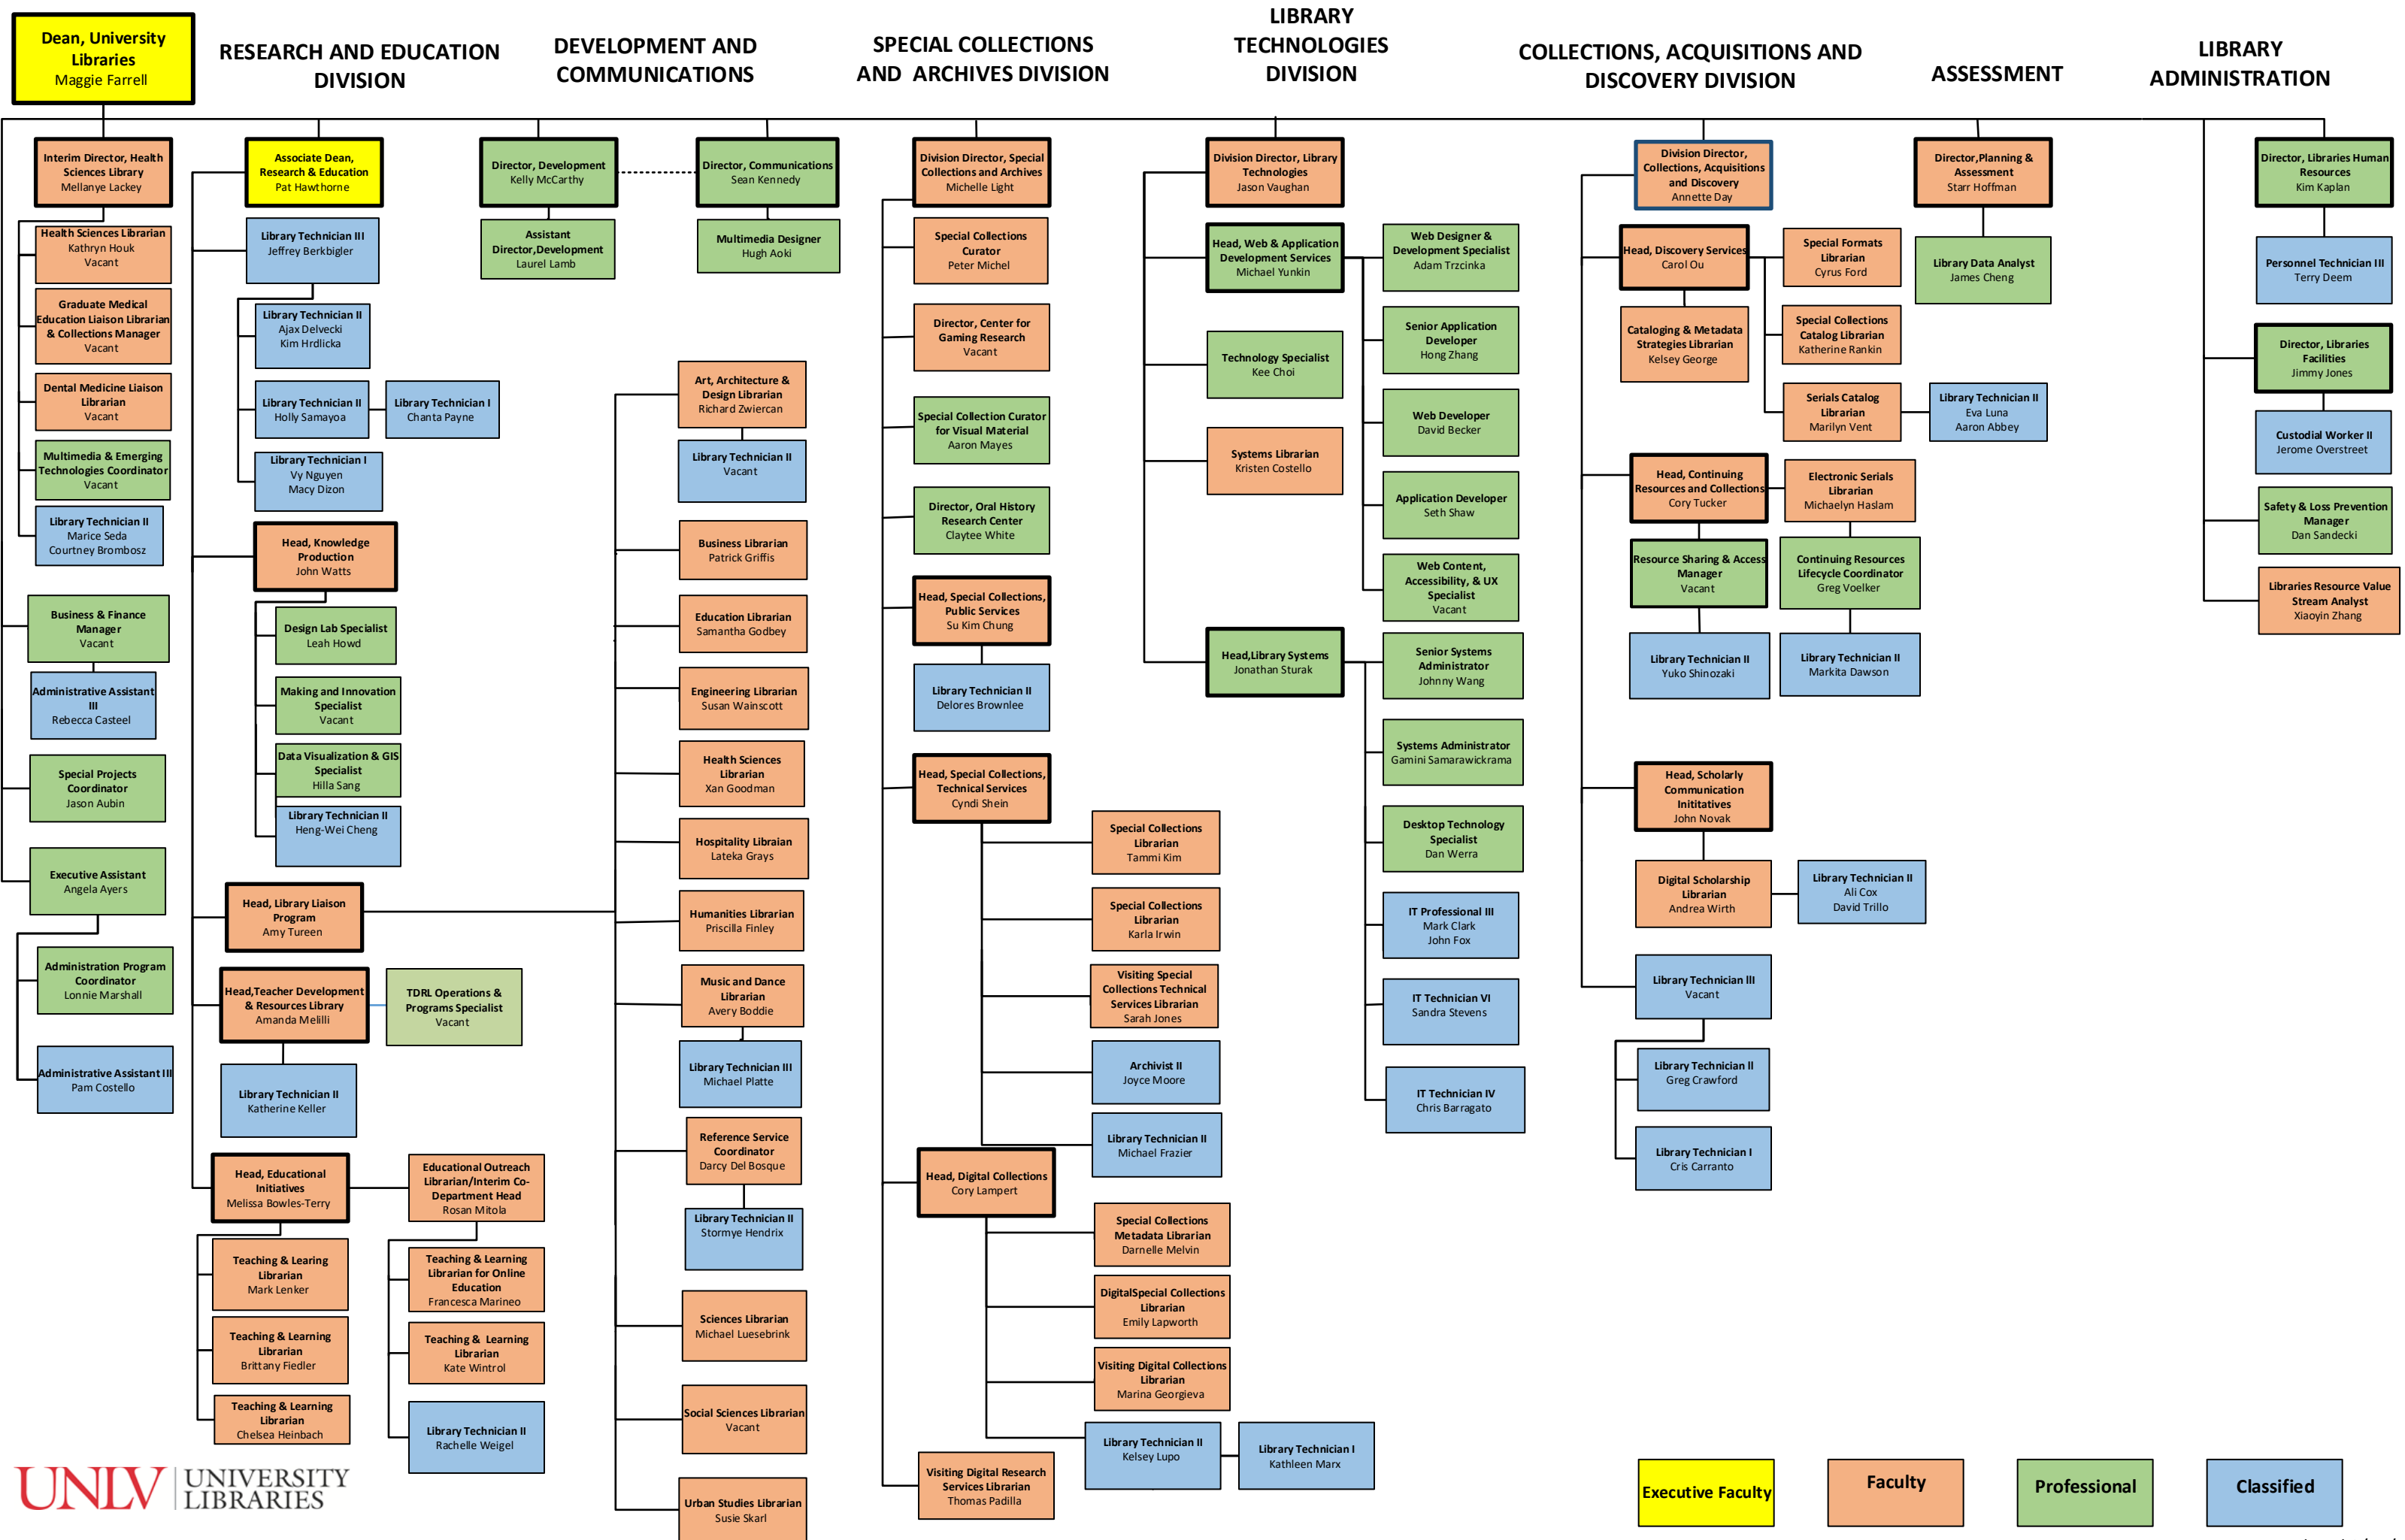 Dean, University
Libraries
Maggie Farrell
RESEARCH AND EDUCATION
DIVISION
DEVELOPMENT AND
COMMUNICATIONS
SPECIAL COLLECTIONS
AND ARCHIVES DIVISION
LIBRARY
TECHNOLOGIES
DIVISION
COLLECTIONS, ACQUISITIONS AND
DISCOVERY DIVISION
ASSESSMENT
LIBRARY
ADMINISTRATION
Interim Director, Health
Sciences Library
Mellanye Lackey
Health Sciences Librarian
Kathryn Houk
Vacant
Graduate Medical
Education Liaison Librarian
& Collections Manager
Vacant
Dental Medicine Liaison
Librarian
Vacant
Multimedia & Emerging
Technologies Coordinator
Vacant
Library Technician II
Marice Seda
Courtney Brombosz
Business & Finance
Manager
Vacant
Administrative Assistant
III
Rebecca Casteel
Special Projects
Coordinator
Jason Aubin
Executive Assistant
Angela Ayers
Administration Program
Coordinator
Lonnie Marshall
Administrative Assistant III
Pam Costello
Associate Dean,
Research & Education
Pat Hawthorne
Library Technician III
Jeffrey Berkbigler
Library Technician II
Ajax Delvecki
Kim Hrdlicka
Library Technician II
Holly Samayoa
Library Technician I
Chanta Payne
Library Technician I
Vy Nguyen
Macy Dizon
Head, Knowledge
Production
John Watts
Design Lab Specialist
Leah Howd
Making and Innovation
Specialist
Vacant
Data Visualization & GIS
Specialist
Hilla Sang
Library Technician II
Heng-Wei Cheng
Head, Library Liaison
Program
Amy Tureen
Head,Teacher Development
& Resources Library
Amanda Melilli
TDRL Operations &
Programs Specialist
Vacant
Library Technician II
Katherine Keller
Head, Educational
Initiatives
Melissa Bowles-Terry
Educational Outreach
Librarian/Interim Co-
Department Head
Rosan Mitola
Teaching & Learing
Librarian
Mark Lenker
Teaching & Learning
Librarian
Brittany Fiedler
Teaching & Learning
Librarian
Chelsea Heinbach
Teaching & Learning
Librarian for Online
Education
Francesca Marineo
Teaching & Learning
Librarian
Kate Wintrol
Library Technician II
Rachelle Weigel
Director, Development
Kelly McCarthy
Assistant
Director,Development
Laurel Lamb
Director, Communications
Sean Kennedy
Multimedia Designer
Hugh Aoki
Art, Architecture &
Design Librarian
Richard Zwiercan
Library Technician II
Vacant
Business Librarian
Patrick Griffis
Education Librarian
Samantha Godbey
Engineering Librarian
Susan Wainscott
Health Sciences
Librarian
Xan Goodman
Hospitality Libraian
Lateka Grays
Humanities Librarian
Priscilla Finley
Music and Dance
Librarian
Avery Boddie
Library Technician III
Michael Platte
Reference Service
Coordinator
Darcy Del Bosque
Library Technician II
Stormye Hendrix
Sciences Librarian
Michael Luesebrink
Social Sciences Librarian
Vacant
Urban Studies Librarian
Susie Skarl
Division Director, Special
Collections and Archives
Michelle Light
Special Collections
Curator
Peter Michel
Director, Center for
Gaming Research
Vacant
Special Collection Curator
for Visual Material
Aaron Mayes
Director, Oral History
Research Center
Claytee White
Head, Special Collections,
Public Services
Su Kim Chung
Library Technician II
Delores Brownlee
Head, Special Collections,
Technical Services
Cyndi Shein
Special Collections
Librarian
Tammi Kim
Special Collections
Librarian
Karla Irwin
Visiting Special
Collections Technical
Services Librarian
Sarah Jones
Archivist II
Joyce Moore
Library Technician II
Michael Frazier
Head, Digital Collections
Cory Lampert
Special Collections
Metadata Librarian
Darnelle Melvin
DigitalSpecial Collections
Librarian
Emily Lapworth
Visiting Digital Collections
Librarian
Marina Georgieva
Library Technician II
Kelsey Lupo
Library Technician I
Kathleen Marx
Visiting Digital Research
Services Librarian
Thomas Padilla
Division Director, Library
Technologies
Jason Vaughan
Head, Web & Application
Development Services
Michael Yunkin
Technology Specialist
Kee Choi
Systems Librarian
Kristen Costello
Web Designer &
Development Specialist
Adam Trzcinka
Senior Application
Developer
Hong Zhang
Web Developer
David Becker
Application Developer
Seth Shaw
Web Content,
Accessibility, & UX
Specialist
Vacant
Head,Library Systems
Jonathan Sturak
Senior Systems
Administrator
Johnny Wang
Systems Administrator
Gamini Samarawickrama
Desktop Technology
Specialist
Dan Werra
IT Professional III
Mark Clark
John Fox
IT Technician VI
Sandra Stevens
IT Technician IV
Chris Barragato
Division Director,
Collections, Acquisitions
and Discovery
Annette Day
Head, Discovery Services
Carol Ou
Special Formats
Librarian
Cyrus Ford
Cataloging & Metadata
Strategies Librarian
Kelsey George
Special Collections
Catalog Librarian
Katherine Rankin
Serials Catalog
Librarian
Marilyn Vent
Library Technician II
Eva Luna
Aaron Abbey
Head, Continuing
Resources and Collections
Cory Tucker
Electronic Serials
Librarian
Michaelyn Haslam
Resource Sharing & Access
Manager
Vacant
Continuing Resources
Lifecycle Coordinator
Greg Voelker
Library Technician II
Yuko Shinozaki
Library Technician II
Markita Dawson
Head, Scholarly
Communication
Inititatives
John Novak
Digital Scholarship
Librarian
Andrea Wirth
Library Technician II
Ali Cox
David Trillo
Library Technician III
Vacant
Library Technician II
Greg Crawford
Library Technician I
Cris Carranto
Director,Planning &
Assessment
Starr Hoffman
Library Data Analyst
James Cheng
Director, Libraries Human
Resources
Kim Kaplan
Personnel Technician III
Terry Deem
Director, Libraries
Facilities
Jimmy Jones
Custodial Worker II
Jerome Overstreet
Safety & Loss Prevention
Manager
Dan Sandecki
Libraries Resource Value
Stream Analyst
Xiaoyin Zhang
UNLV UNIVERSITY
LIBRARIES
Executive Faculty
Faculty
Professional
Classified